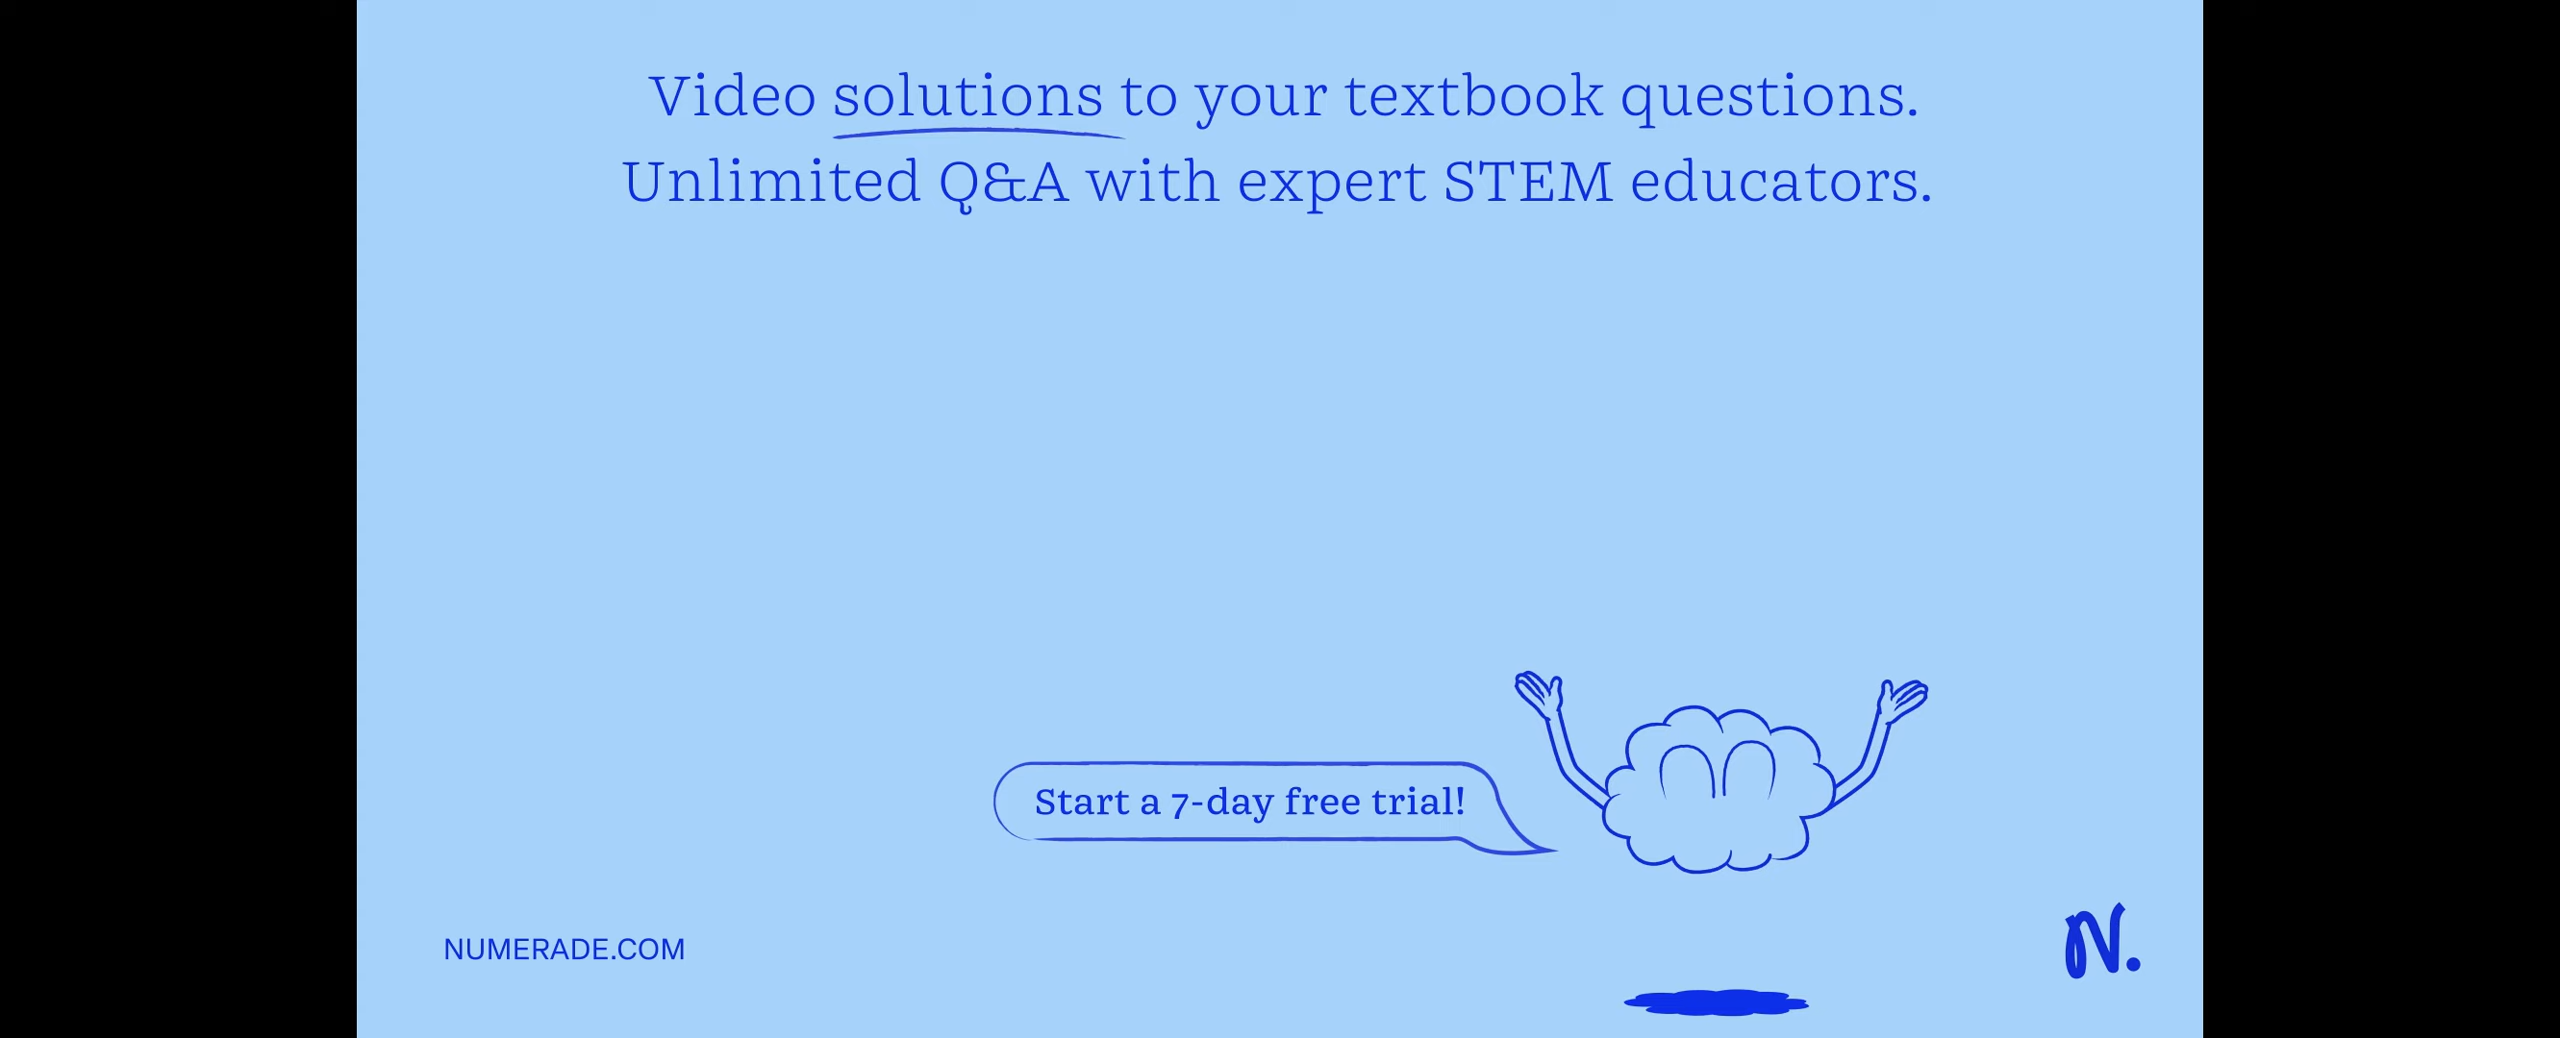 Video solutions to your textbook questions.
Unlimited Q&A with expert STEM educators.
Start a 7-day free trial!
NUMERADE.COM
N.